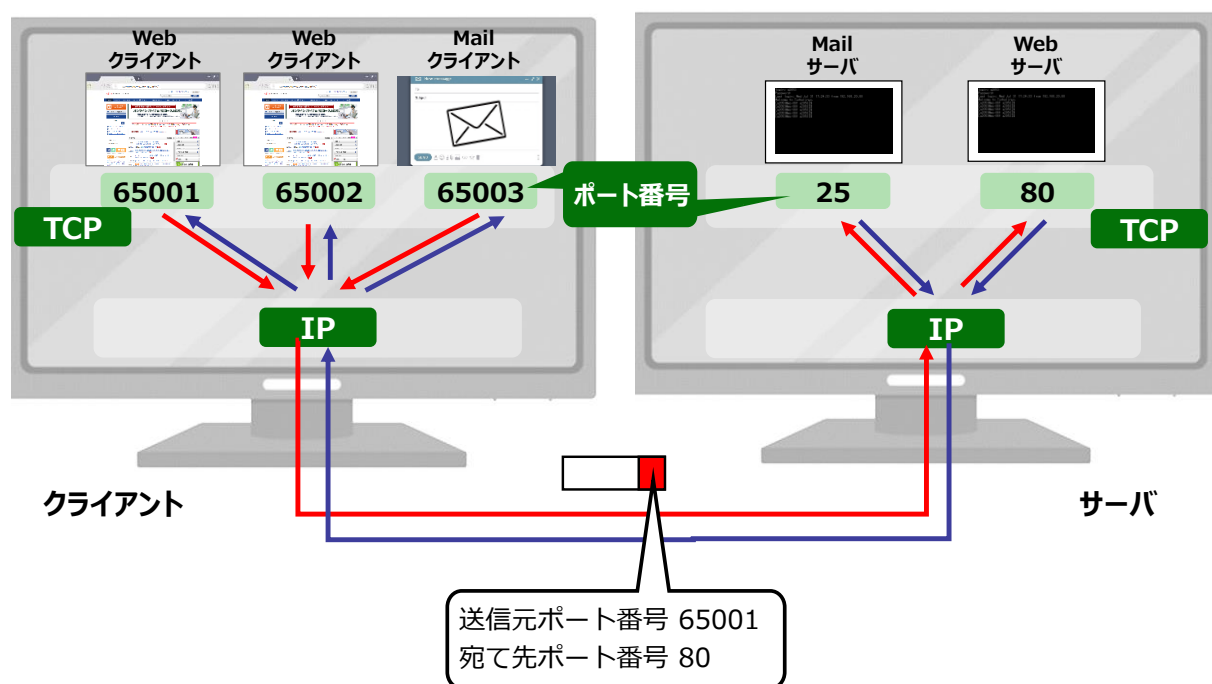 Web
クライアント
Web
クライアント
Mail
クライアント
Mail
サーバ
Web
サーバ
65001
65002
65003
ポート番号
25
80
TCP
TCP
IP
IP
クライアント
サーバ
送信元ポート番号 65001
宛て先ポート番号 80